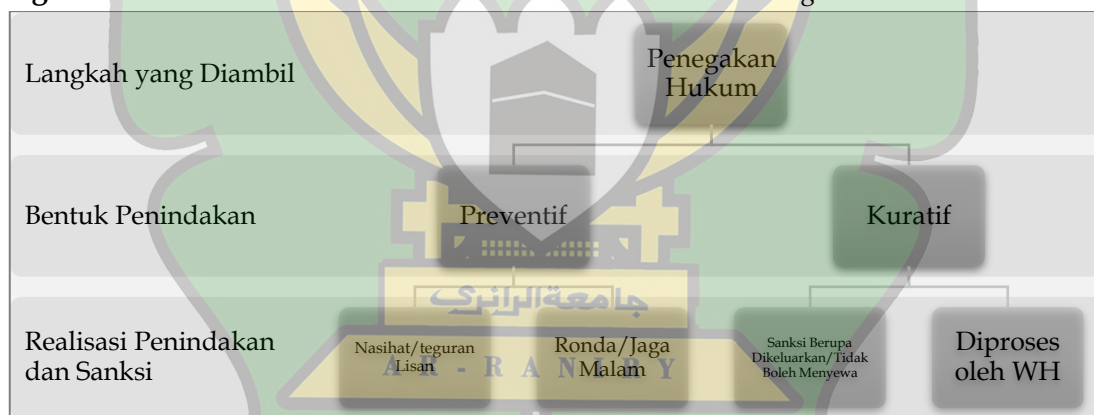 Langkah yang Diambil
Penegakan
Hukum
Bentuk Penindakan
Preventif
Kuratif
Realisasi Penindakan
dan Sanksi
Nasihat/teguran
Lisan
Ronda/Jaga
Malam
Sanksi Berupa
Dikeluarkan/Tidak
Boleh Menyewa
Diproses
oleh WH
جامعة الرانري
AR-RANIRY